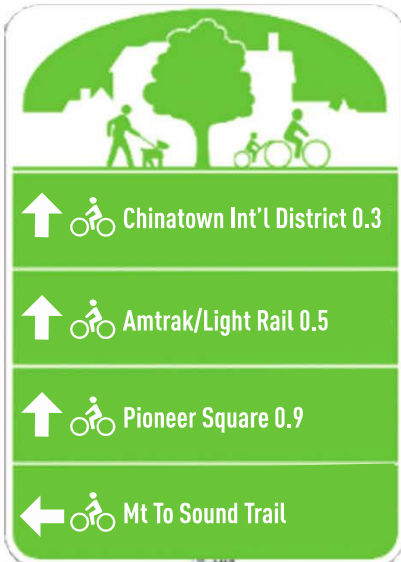 Chinatown Int'l District 0.3
Amtrak/Light Rail 0.5
Pioneer Square 0.9
Mt To Sound Trail